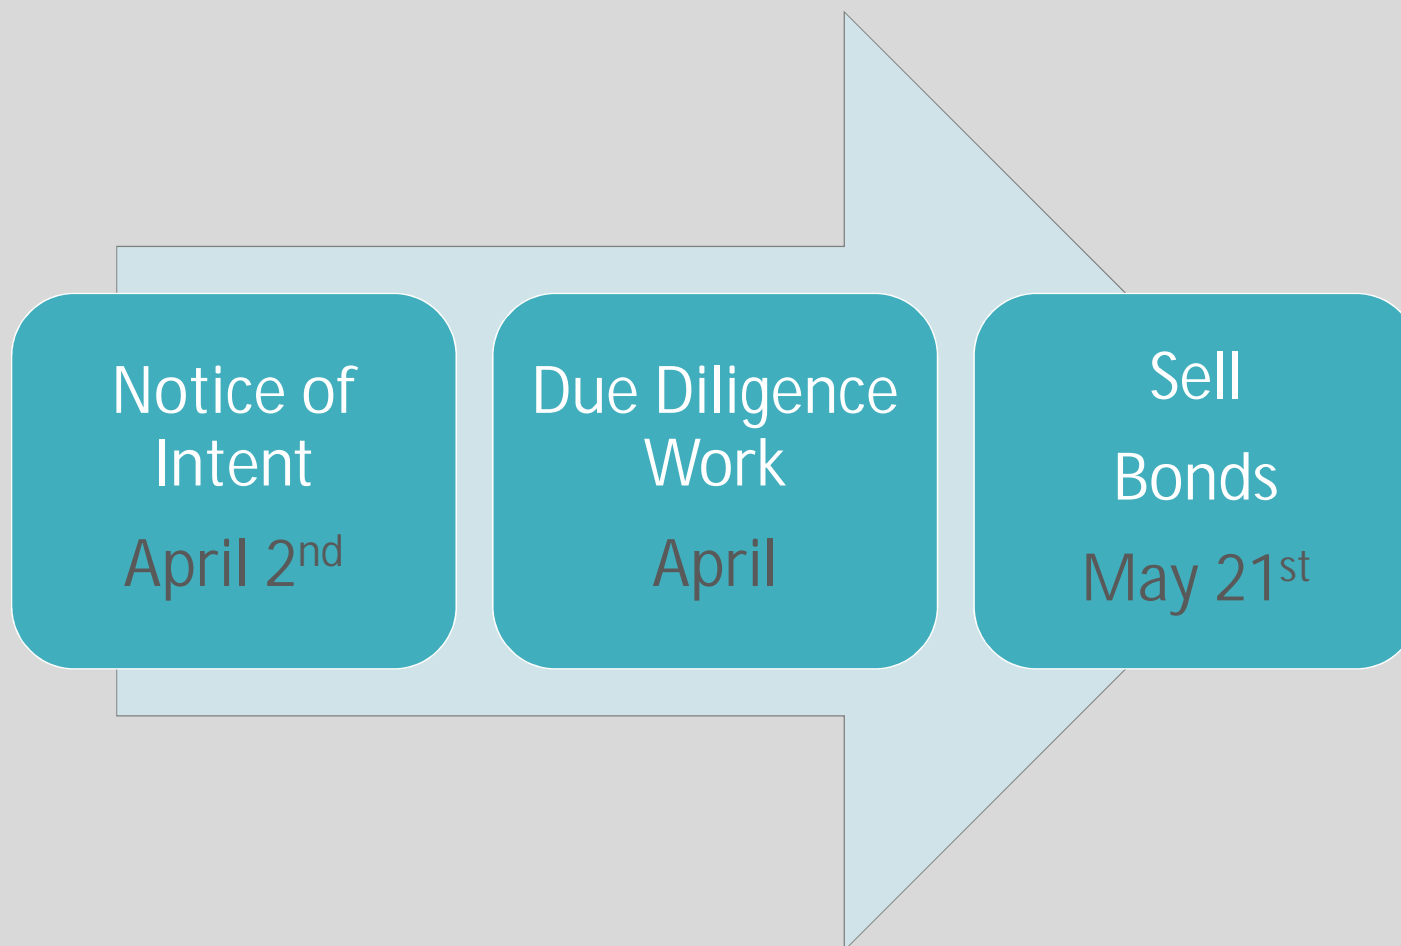 Notice of
Intent
April 2nd
Due Diligence
Work
April
Sell
Bonds
May 21st